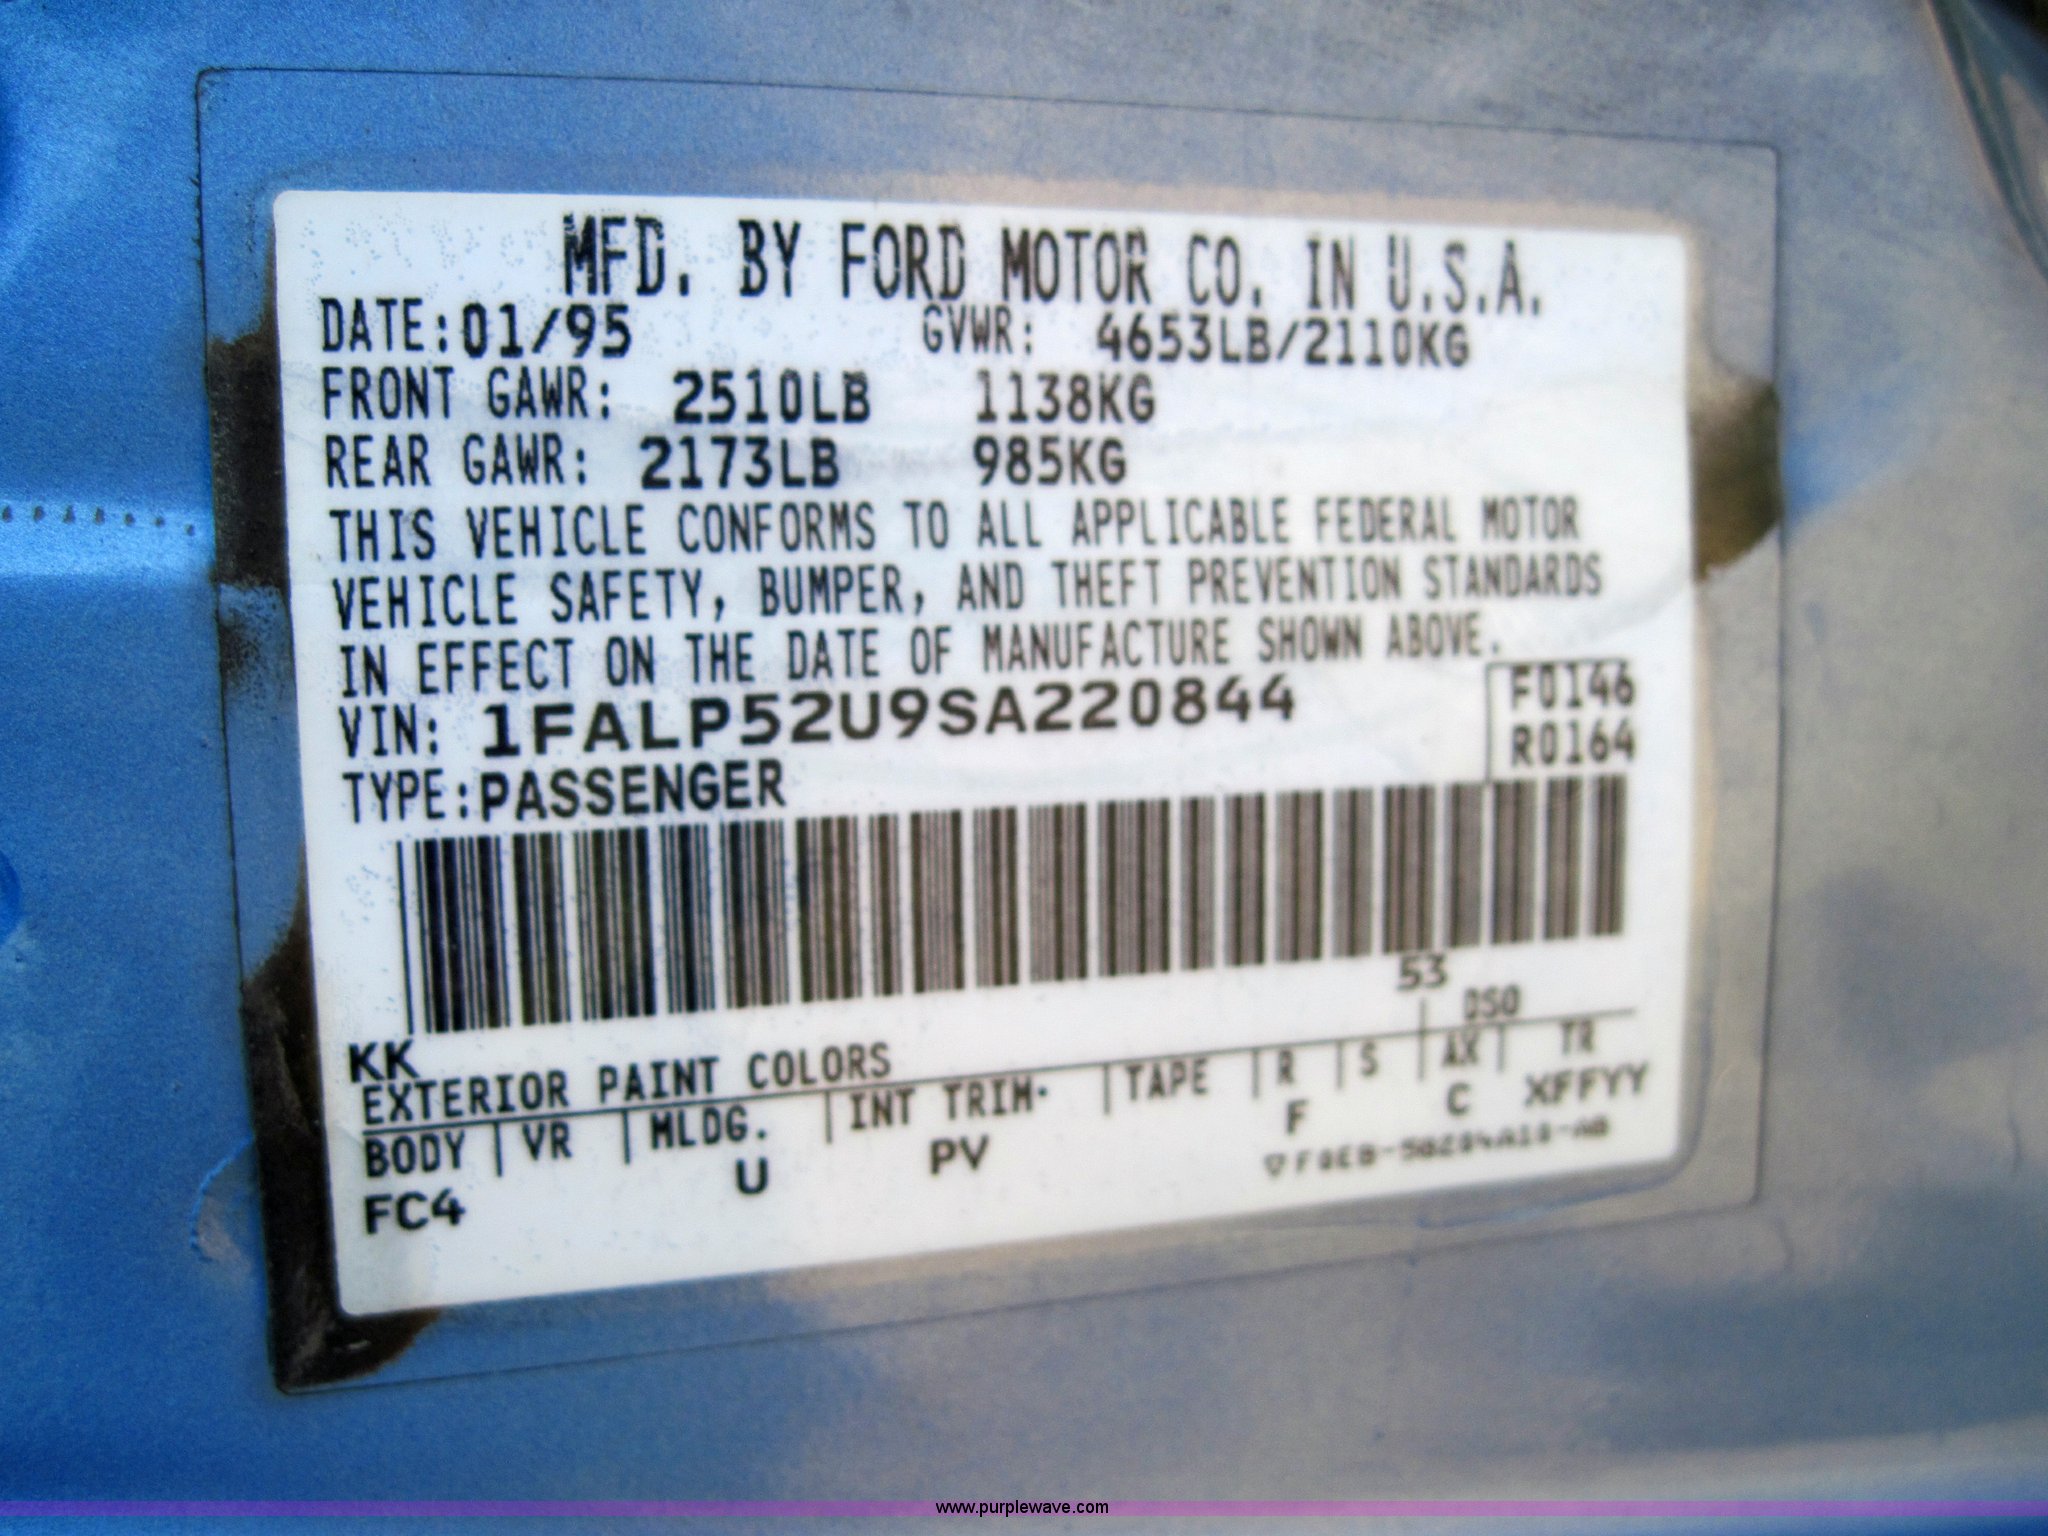 MFD. BY FORD MOTOR CO. IN U.S.A.
DATE: 01/95 GVWR: 4653LB/2110KG
FRONT GAWR: 2510LB 1138KG
REAR GAWR: 2173LB 985KG
THIS VEHICLE CONFORMS TO ALL APPLICABLE FEDERAL MOTOR
VEHICLE SAFETY, BUMPER, AND THEFT PREVENTION STANDARDS
IN EFFECT ON THE DATE OF MANUFACTURE SHOWN ABOVE.
VIN: 1FALP52U9SA220844 F0146
TYPE: PASSENGER R0164
53
KK DSO
EXTERIOR PAINT COLORS
BODY VR MLDG. INT TRIM. TAPE R S AX TR
FC4 U PV F C XFFYY
www.purplewave.com